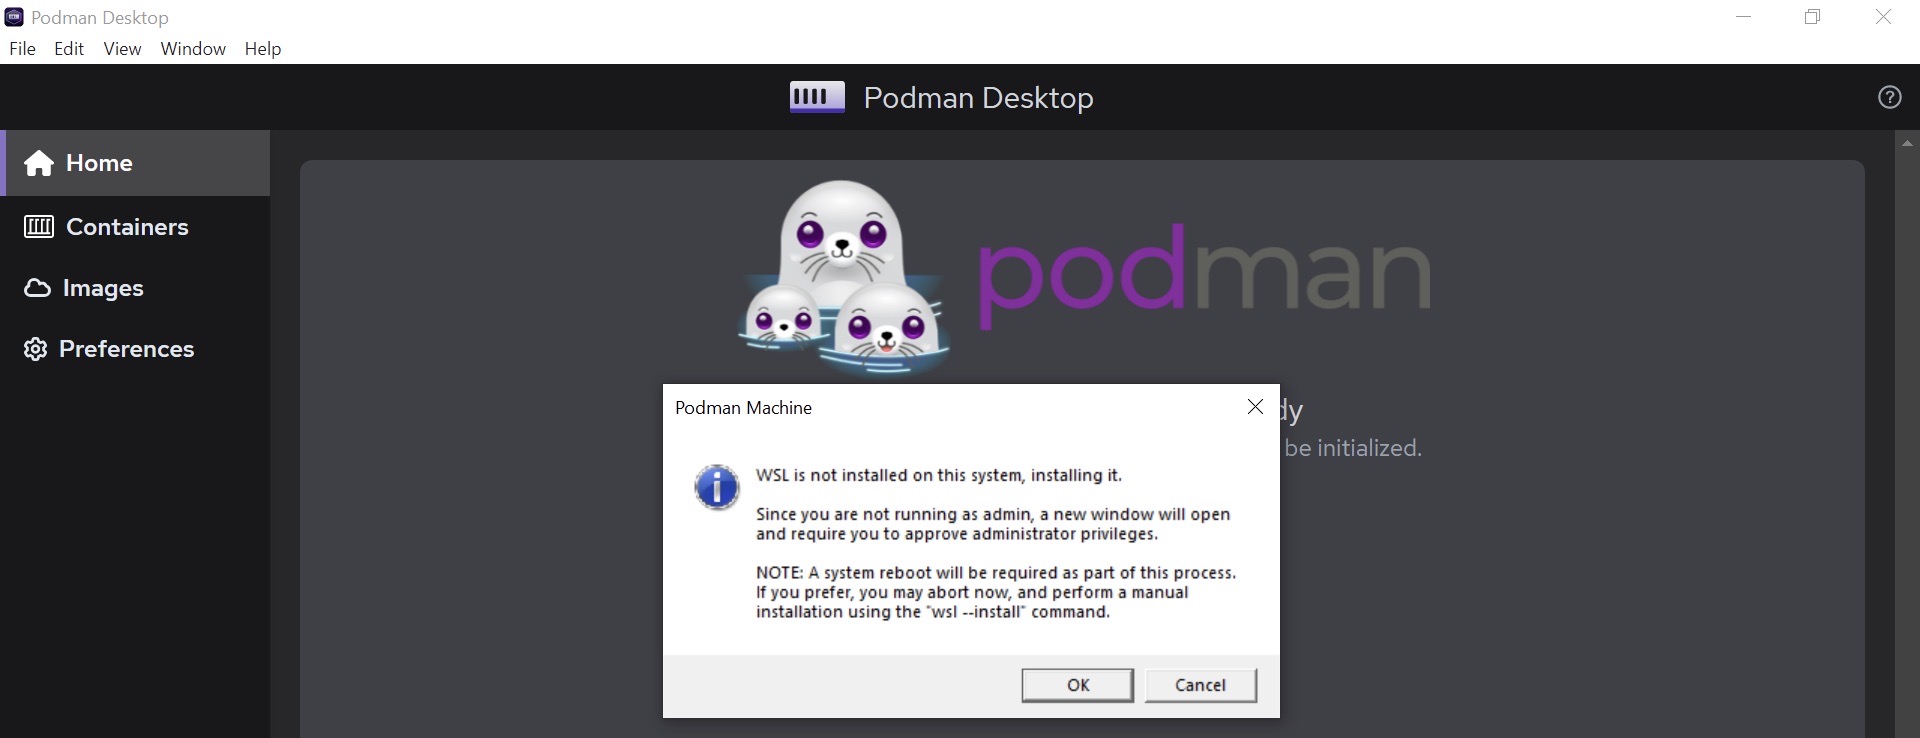 Podman Desktop
File Edit View Window Help
Podman Desktop
Home
Containers
Images
Preferences
podman
be initialized.
Podman Machine
WSL is not installed on this system, installing it.
Since you are not running as admin, a new window will open
and require you to approve administrator privileges.
NOTE: A system reboot will be required as part of this process.
If you prefer, you may abort now, and perform a manual
installation using the "wsl --install" command.
OK Cancel